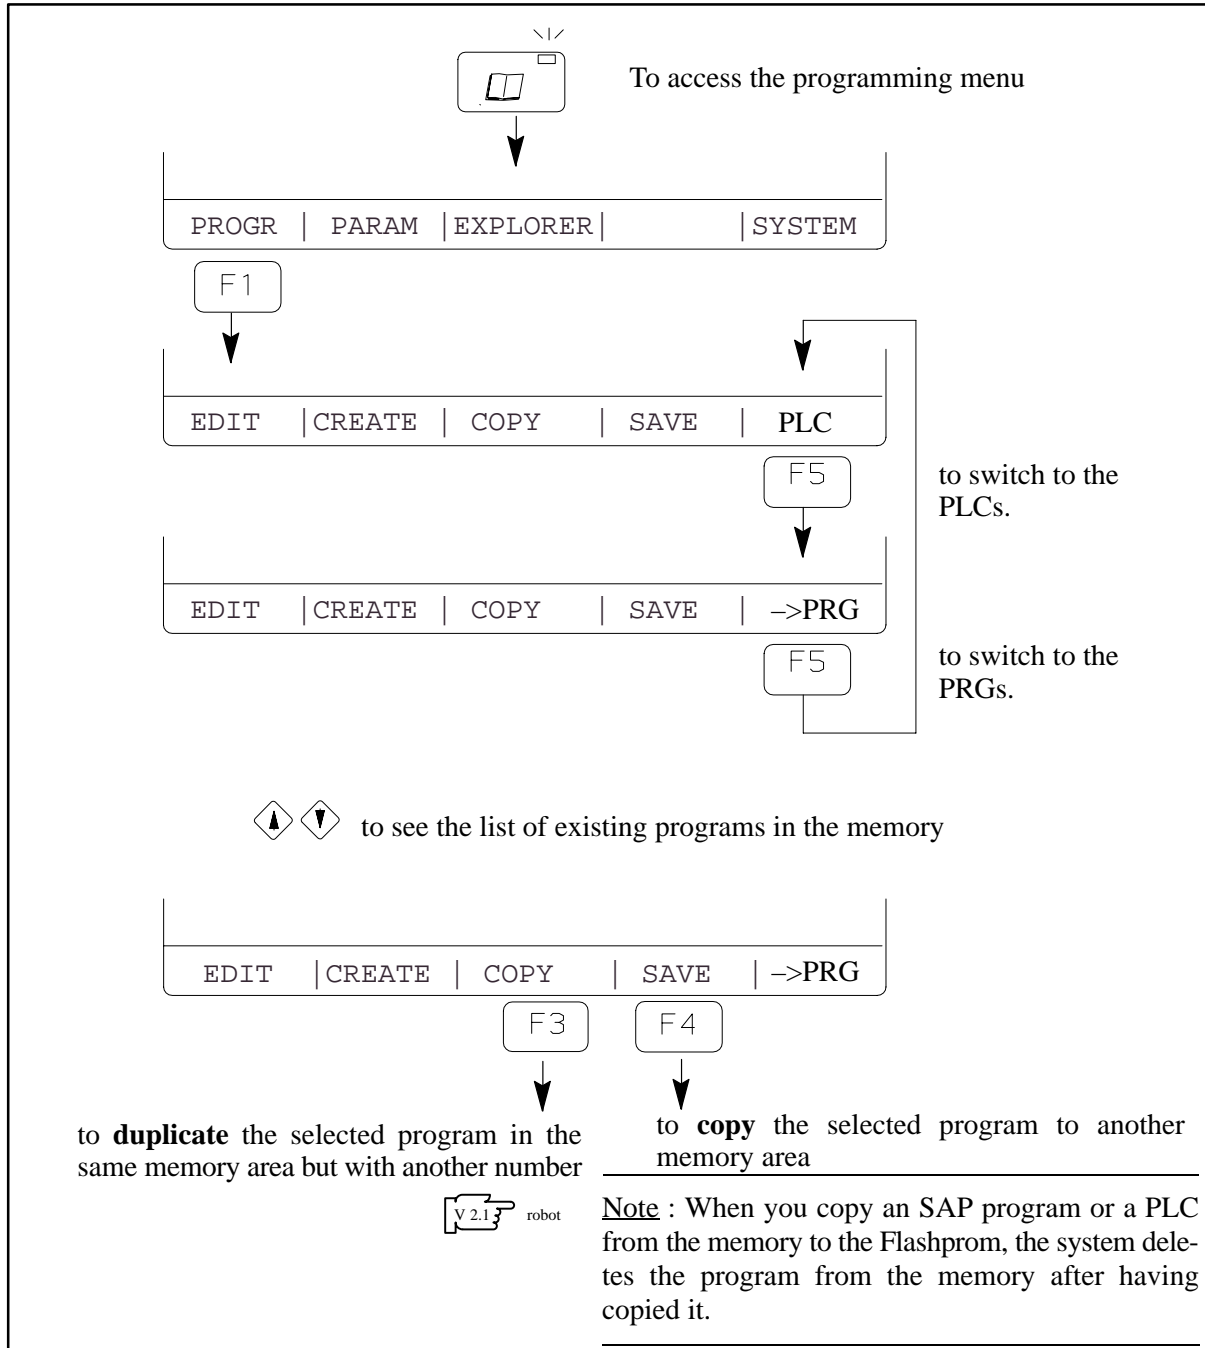 To access the programming menu
PROGR | PARAM |EXPLORER| |SYSTEM
F1
EDIT |CREATE | COPY | SAVE | PLC
F5
to switch to the
PLCs.
EDIT |CREATE | COPY | SAVE | –>PRG
F5
to switch to the
PRGs.
to see the list of existing programs in the memory
EDIT |CREATE | COPY | SAVE | –>PRG
F3
F4
to duplicate the selected program in the
same memory area but with another number
V 2.1 robot
to copy the selected program to another
memory area
Note : When you copy an SAP program or a PLC
from the memory to the Flashprom, the system dele-
tes the program from the memory after having
copied it.